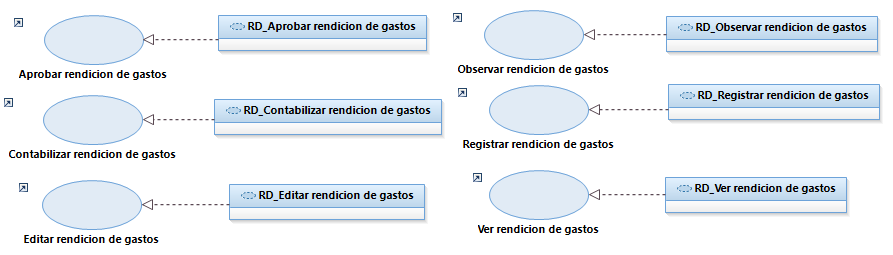 RD_Aprobar rendicion de gastos
Aprobar rendicion de gastos
RD_Observar rendicion de gastos
Observar rendicion de gastos
RD_Contabilizar rendicion de gastos
Contabilizar rendicion de gastos
RD_Registrar rendicion de gastos
Registrar rendicion de gastos
RD_Editar rendicion de gastos
Editar rendicion de gastos
RD_Ver rendicion de gastos
Ver rendicion de gastos